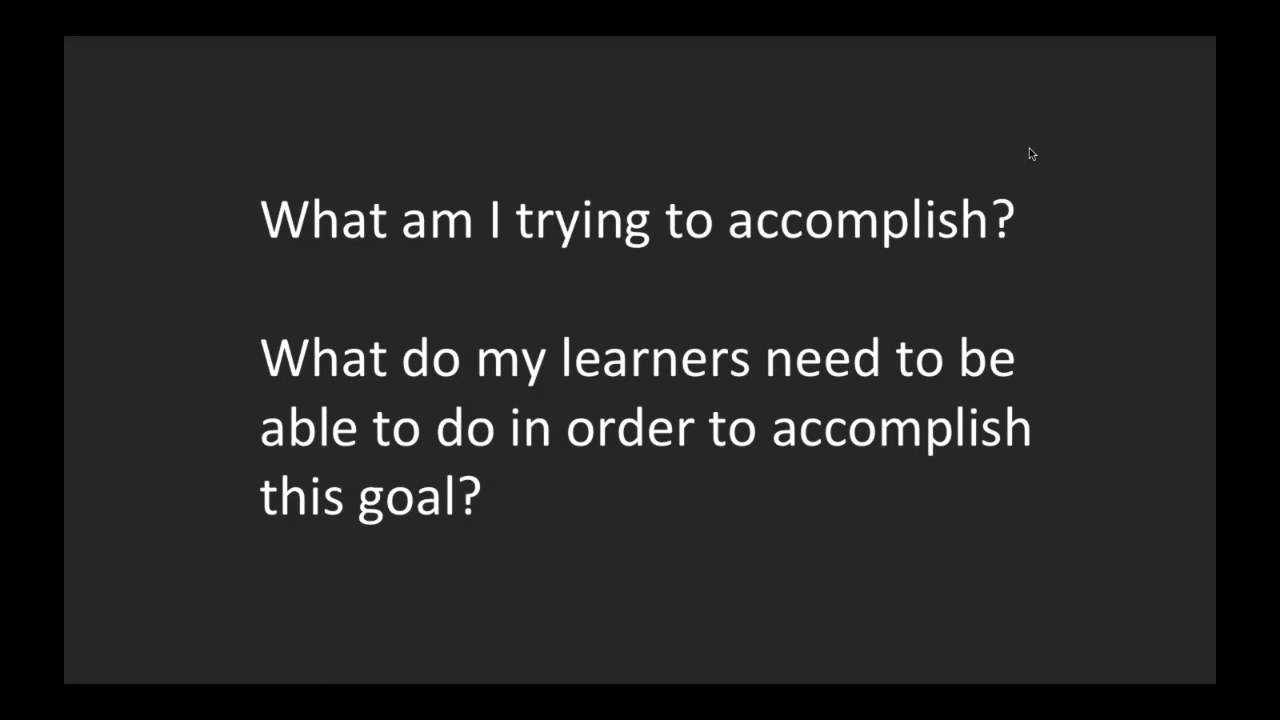 What am I trying to accomplish?
What do my learners need to be
able to do in order to accomplish
this goal?